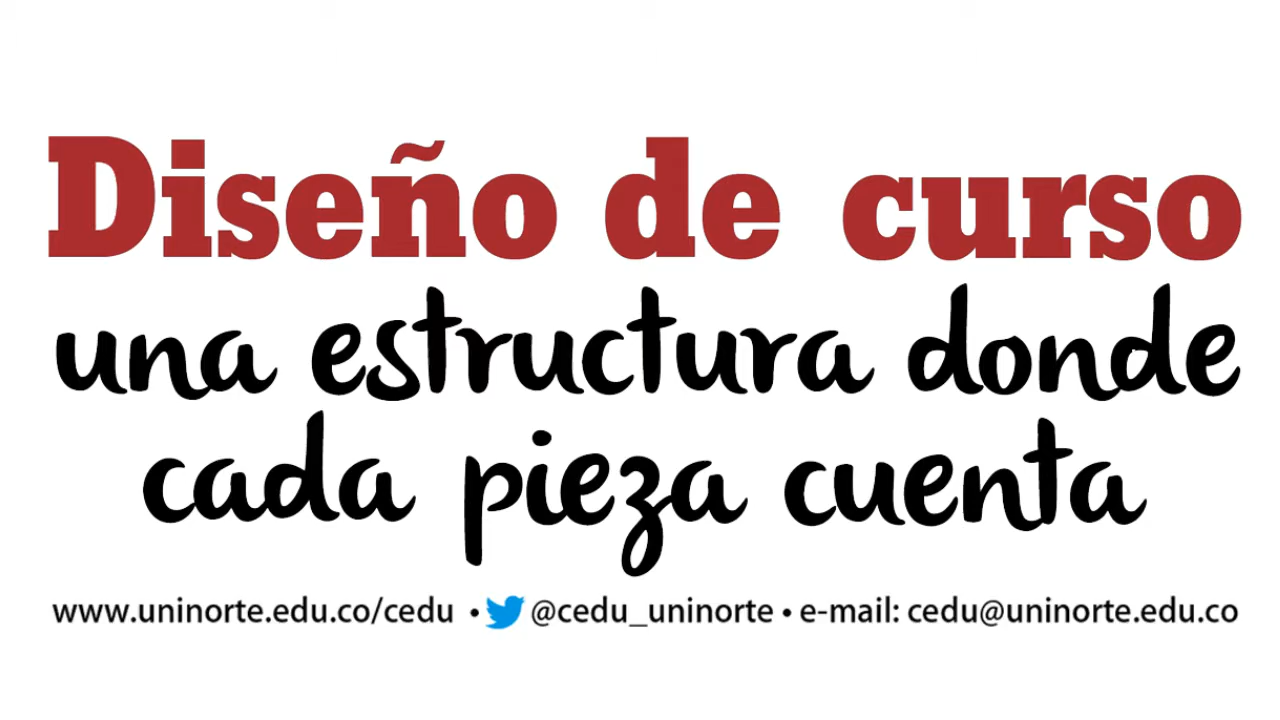 Diseño de curso
una estructura donde
cada pieza cuenta
www.uninorte.edu.co/cedu • @cedu_uninorte • e-mail: cedu@uninorte.edu.co